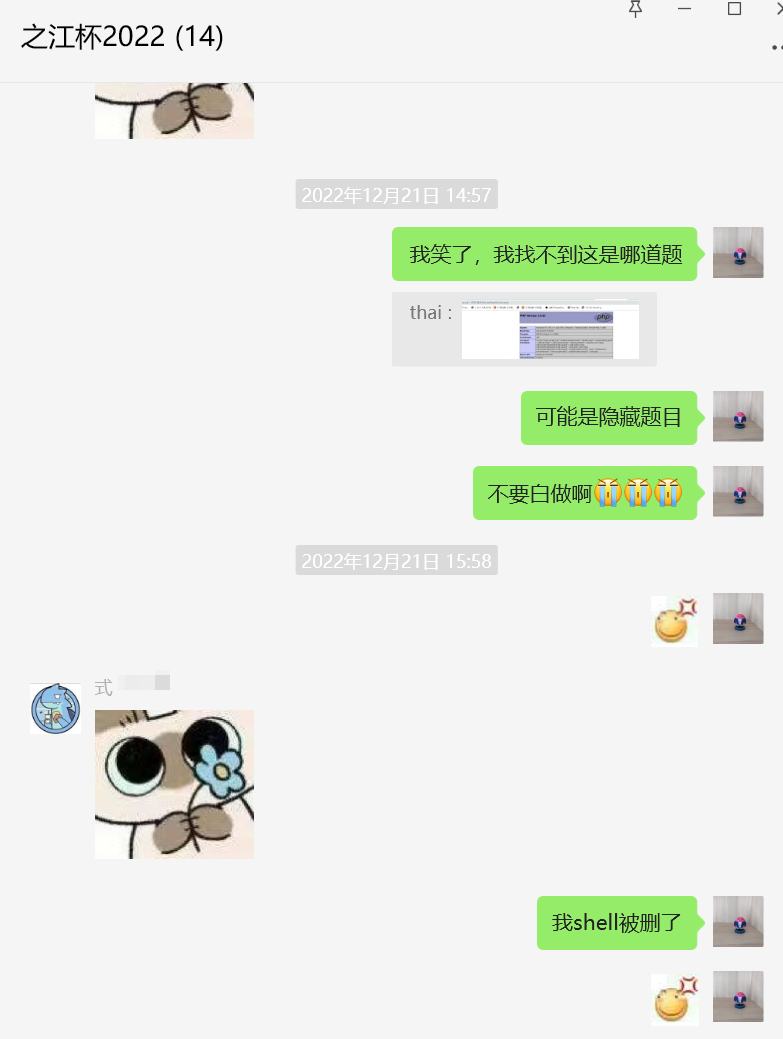 之江杯2022 (14)
2022年12月21日 14:57
我笑了，我找不到这是哪道题
thai :
php
可能是隐藏题目
不要白做啊😭😭😭
2022年12月21日 15:58
式
我shell被删了